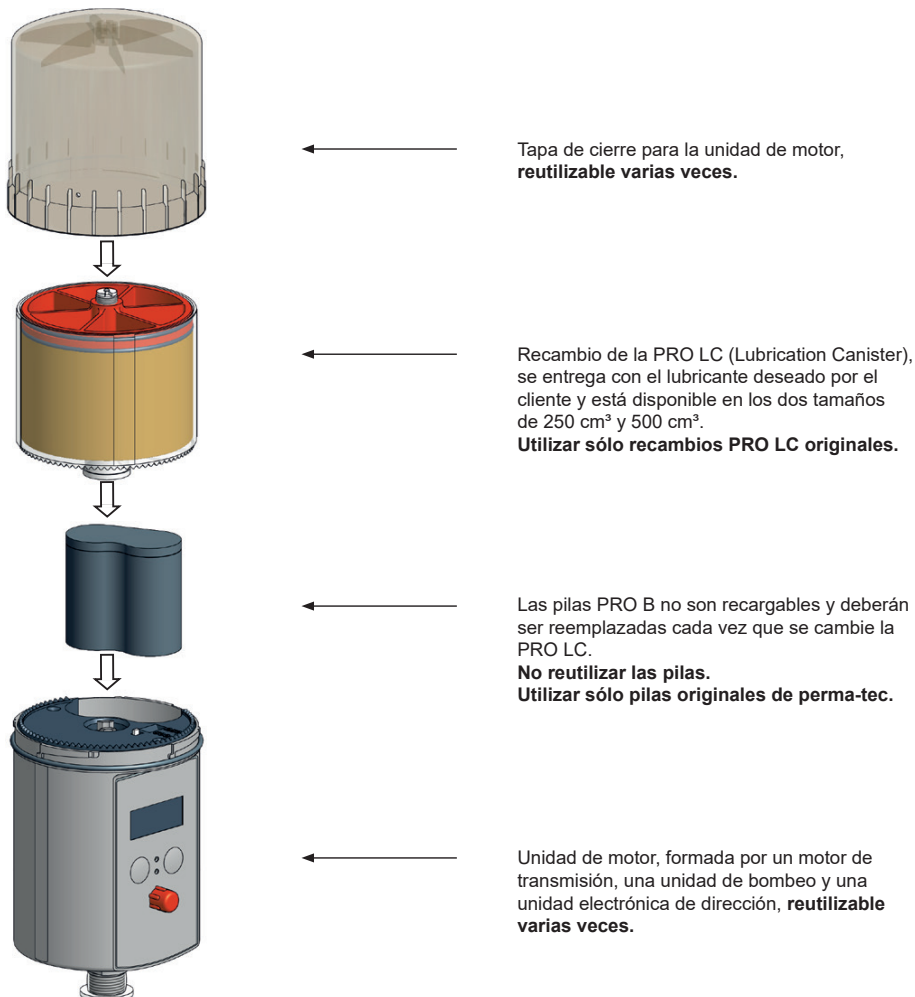 Tapa de cierre para la unidad de motor,
reutilizable varias veces.
Recambio de la PRO LC (Lubrication Canister),
se entrega con el lubricante deseado por el
cliente y está disponible en los dos tamaños
de 250 cm³ y 500 cm³.
Utilizar sólo recambios PRO LC originales.
Las pilas PRO B no son recargables y deberán
ser reemplazadas cada vez que se cambie la
PRO LC.
No reutilizar las pilas.
Utilizar sólo pilas originales de perma-tec.
Unidad de motor, formada por un motor de
transmisión, una unidad de bombeo y una
unidad electrónica de dirección, reutilizable
varias veces.